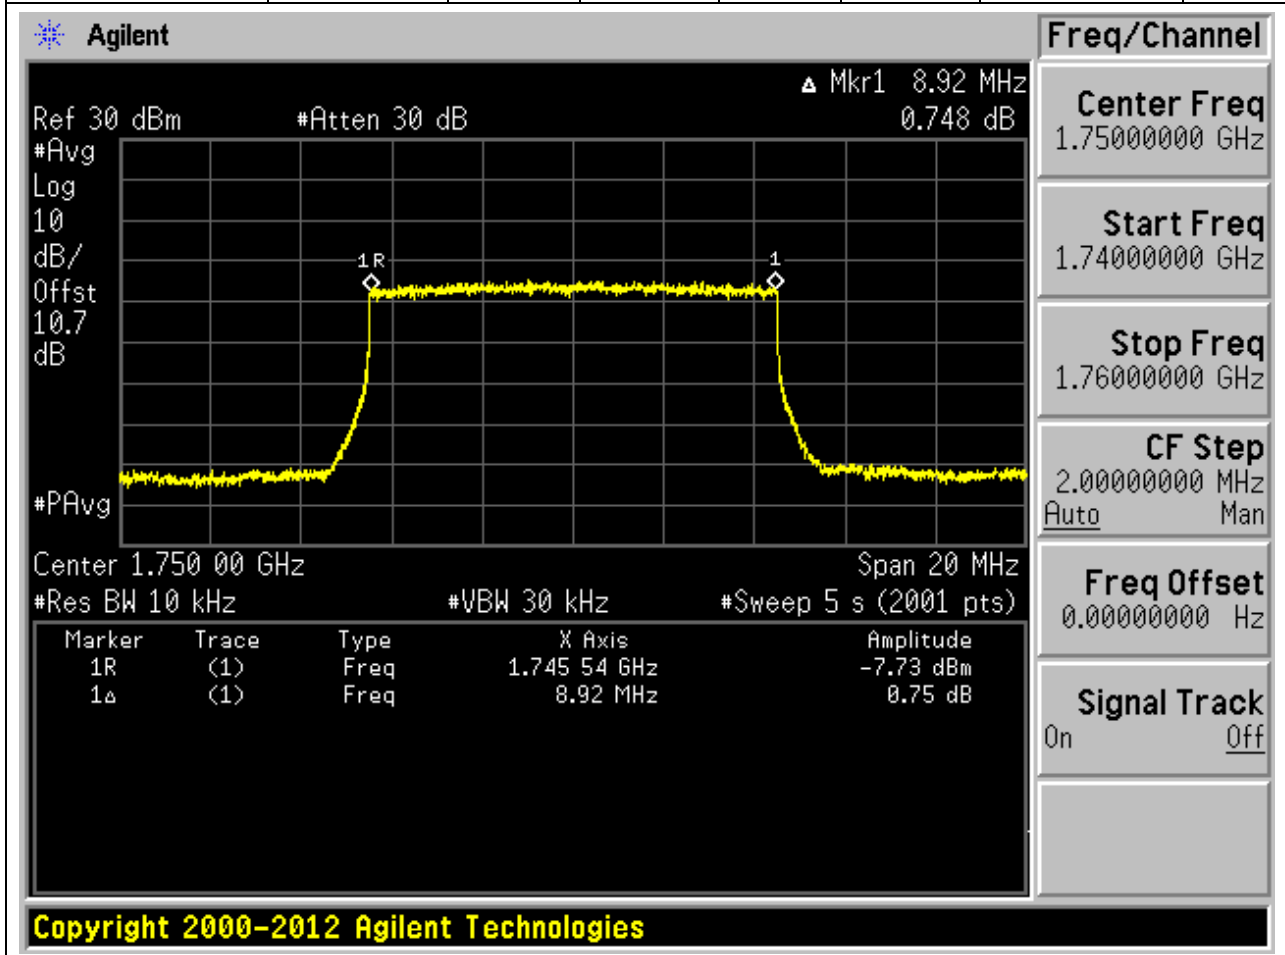 Agilent
Freq/Channel
▵ Mkr1 8.92 MHz
Ref 30 dBm #Atten 30 dB 0.748 dB
#Avg
Log
10
dB/
Offst
10.7
dB
#PAvg
1R
1
Center 1.750 00 GHz Span 20 MHz
#Res BW 10 kHz #VBW 30 kHz #Sweep 5 s (2001 pts)
Marker Trace Type X Axis Amplitude
1R (1) Freq 1.745 54 GHz -7.73 dBm
1▵ (1) Freq 8.92 MHz 0.75 dB
Center Freq
1.75000000 GHz
Start Freq
1.74000000 GHz
Stop Freq
1.76000000 GHz
CF Step
2.00000000 MHz
Auto Man
Freq Offset
0.00000000 Hz
Signal Track
On Off
Copyright 2000-2012 Agilent Technologies